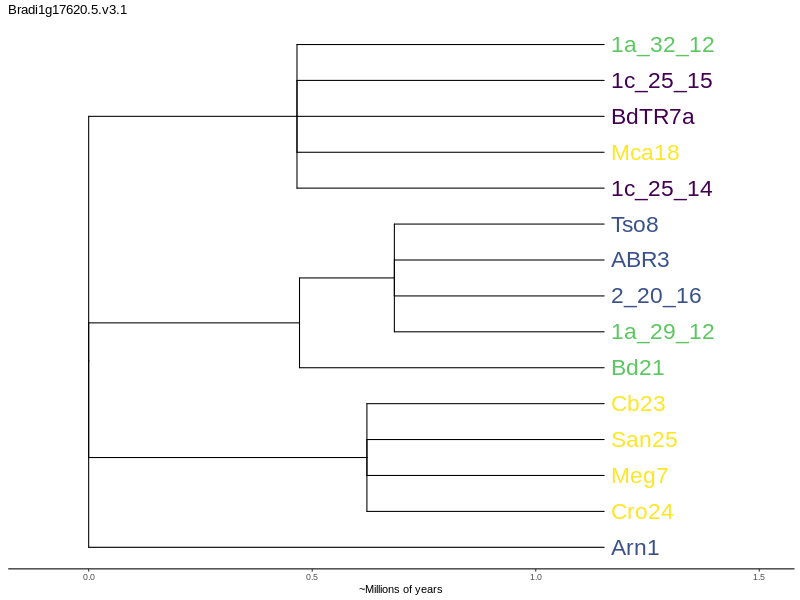 Bradi1g17620.5.v3.1
1a_32_12
1c_25_15
BdTR7a
Mca18
1c_25_14
Tso8
ABR3
2_20_16
1a_29_12
Bd21
Cb23
San25
Meg7
Cro24
Arn1
0.0 0.5 1.0 1.5
~Millions of years